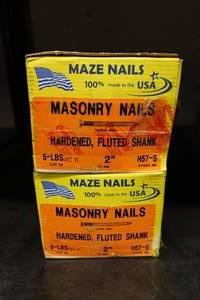 MAZE NAILS
100% made in the USA
MASONRY NAILS
HARDENED, FLUTED SHANK
5-LBS. 2" H57-S
MAZE NAILS
100% made in the USA
MASONRY NAILS
HARDENED, FLUTED SHANK
5-LBS. 2" H57-S